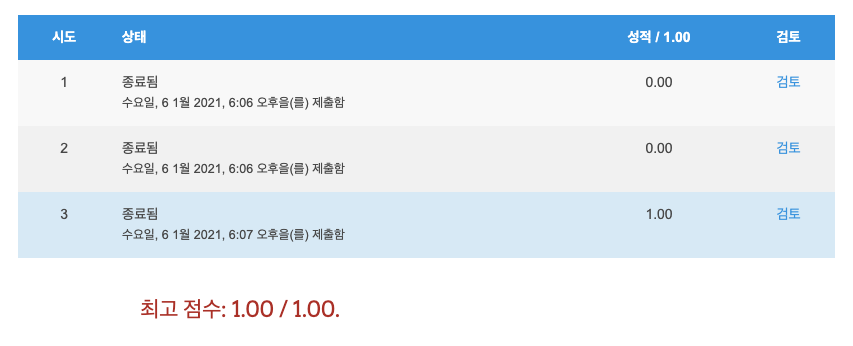 시도 상태 성적 / 1.00 검토
1 종료됨 0.00 검토
수요일, 6 1월 2021, 6:06 오후을(를) 제출함
2 종료됨 0.00 검토
수요일, 6 1월 2021, 6:06 오후을(를) 제출함
3 종료됨 1.00 검토
수요일, 6 1월 2021, 6:07 오후을(를) 제출함
최고 점수: 1.00 / 1.00.